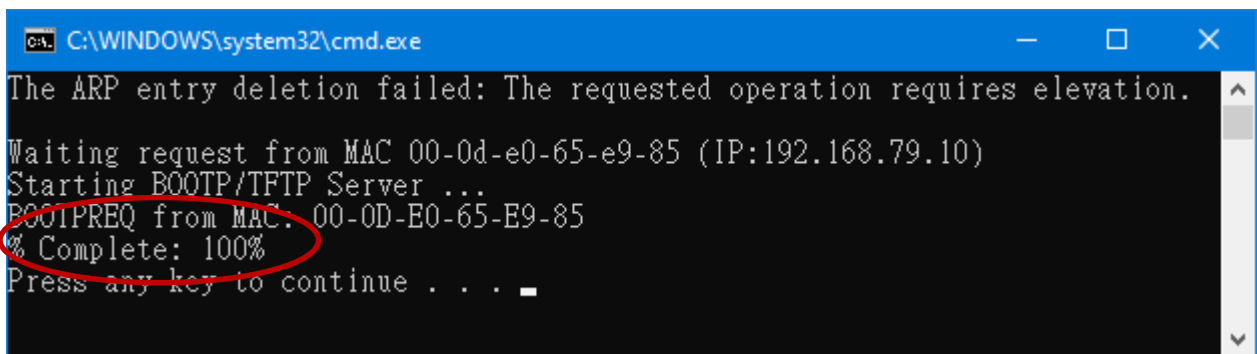 C:\WINDOWS\system32\cmd.exe
The ARP entry deletion failed: The requested operation requires elevation.
Waiting request from MAC 00-0d-e0-65-e9-85 (IP:192.168.79.10)
Starting BOOTP/TFTP Server ...
BOOTPREQ from MAC: 00-0D-E0-65-E9-85
% Complete: 100%
Press any key to continue . . .